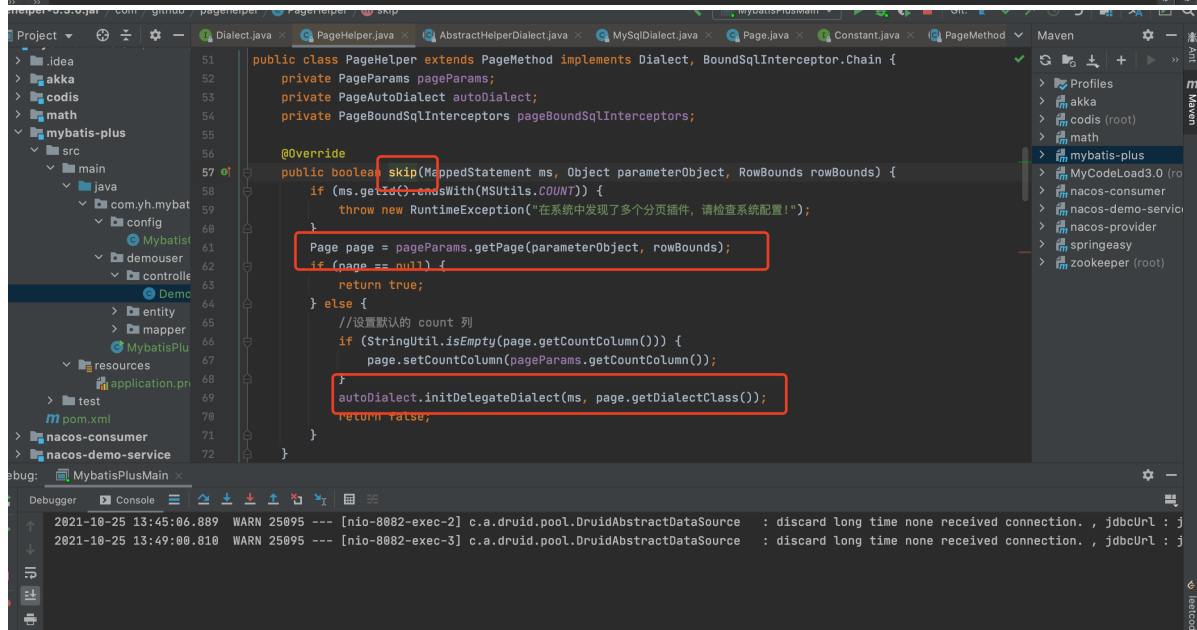 helper-5.3.0.jar / com / github / pagehelper / PageHelper / skip
MybatisPlusMain
Git:
Project
Dialect.java
PageHelper.java
AbstractHelperDialect.java
MySqlDialect.java
Page.java
Constant.java
PageMethod
Maven
.idea
akka
codis
math
mybatis-plus
src
main
java
com.yh.mybat
config
Mybatis
demouser
controlle
Demo
entity
mapper
MybatisPlu
resources
application.pr
test
pom.xml
nacos-consumer
nacos-demo-service
51 public class PageHelper extends PageMethod implements Dialect, BoundSqlInterceptor.Chain {
52 private PageParams pageParams;
53 private PageAutoDialect autoDialect;
54 private PageBoundSqlInterceptors pageBoundSqlInterceptors;
55
56 @Override
57 public boolean skip(MappedStatement ms, Object parameterObject, RowBounds rowBounds) {
58 if (ms.getId().endsWith(MSUtils.COUNT)) {
59 throw new RuntimeException("在系统中发现了多个分页插件，请检查系统配置!");
60 }
61 Page page = pageParams.getPage(parameterObject, rowBounds);
62 if (page == null) {
63 return true;
64 } else {
65 //设置默认的 count 列
66 if (StringUtil.isEmpty(page.getCountColumn())) {
67 page.setCountColumn(pageParams.getCountColumn());
68 }
69 autoDialect.initDelegateDialect(ms, page.getDialectClass());
70 return false;
71 }
72 }
Profiles
akka
codis (root)
math
mybatis-plus
MyCodeLoad3.0 (ro
nacos-consumer
nacos-demo-servic
nacos-provider
springeasy
zookeeper (root)
Ant
Maven
leetcod
ebug: MybatisPlusMain
Debugger Console
2021-10-25 13:45:06.889 WARN 25095 --- [nio-8082-exec-2] c.a.druid.pool.DruidAbstractDataSource : discard long time none received connection. , jdbcUrl : j
2021-10-25 13:49:00.810 WARN 25095 --- [nio-8082-exec-3] c.a.druid.pool.DruidAbstractDataSource : discard long time none received connection. , jdbcUrl : j